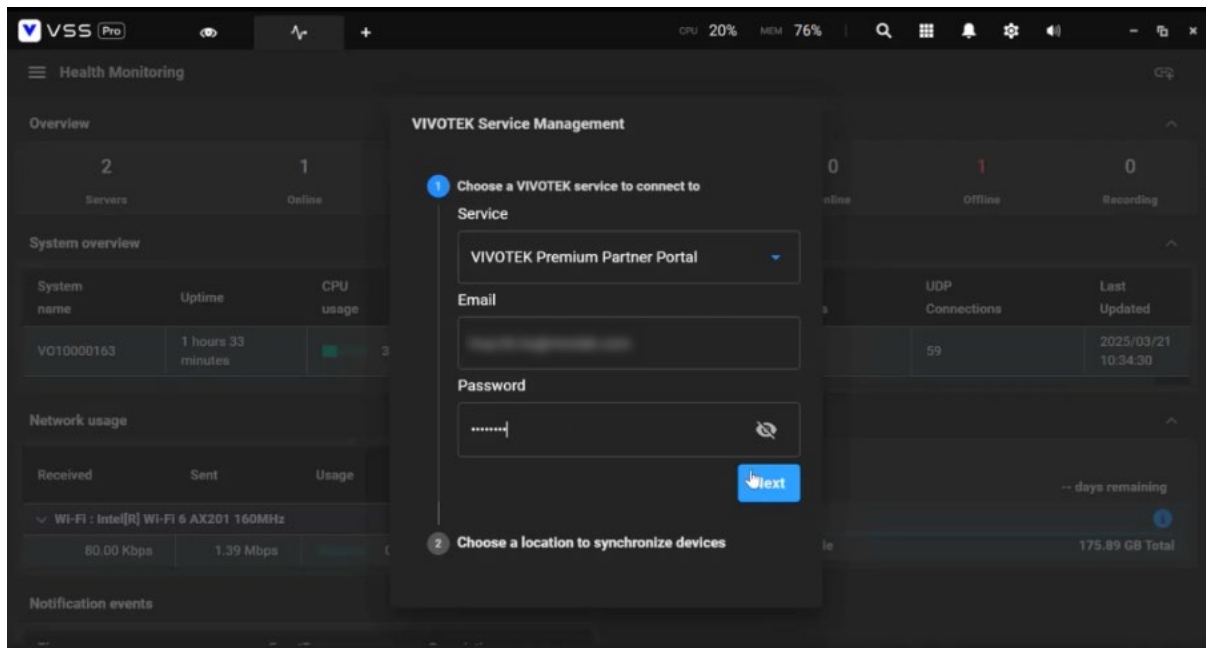 VSS Pro CPU 20% MEM 76%
Health Monitoring
Overview
VIVOTEK Service Management
2 1 0 1 0
Servers Online Offline Recording
1 Choose a VIVOTEK service to connect to
Service
System overview
VIVOTEK Premium Partner Portal
System name Uptime CPU usage UDP Connections Last Updated
Email
VO10000163 1 hours 33 minutes 3 59 2025/03/21 10:34:30
Password
Network usage
••••••••
Received Sent Usage -- days remaining
Next
Wi-Fi : Intel[R] Wi-Fi 6 AX201 160MHz
80.00 Kbps 1.39 Mbps 175.89 GB Total
2 Choose a location to synchronize devices
Notification events